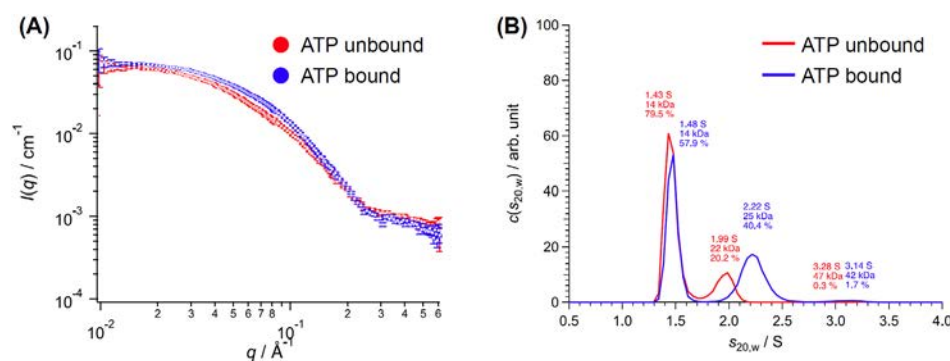 (A)
ATP unbound
ATP bound
10⁻¹
10⁻²
10⁻³
10⁻⁴
I(q) / cm⁻¹
10⁻² 2 3 4 5 6 7 8 10⁻¹ 2 3 4 5 6
q / Å⁻¹
(B)
ATP unbound
ATP bound
100
80
60
40
20
0
c(s20,w) / arb. unit
1.43 S
14 kDa
79.5 %
1.48 S
14 kDa
57.9 %
1.99 S
22 kDa
20.2 %
2.22 S
25 kDa
40.4 %
3.28 S
47 kDa
0.3 %
3.14 S
42 kDa
1.7 %
0.5 1.0 1.5 2.0 2.5 3.0 3.5 4.0
s20,w / S